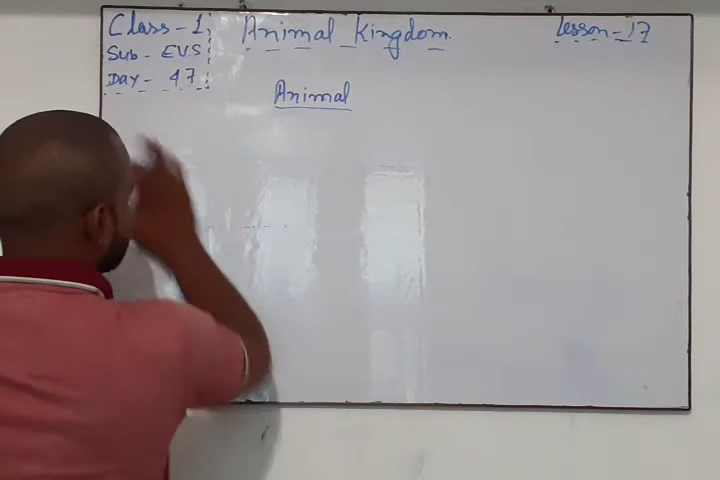 Class - 1
Sub - EVS
Day - 47
Animal Kingdom.
Lesson - 17
Animal